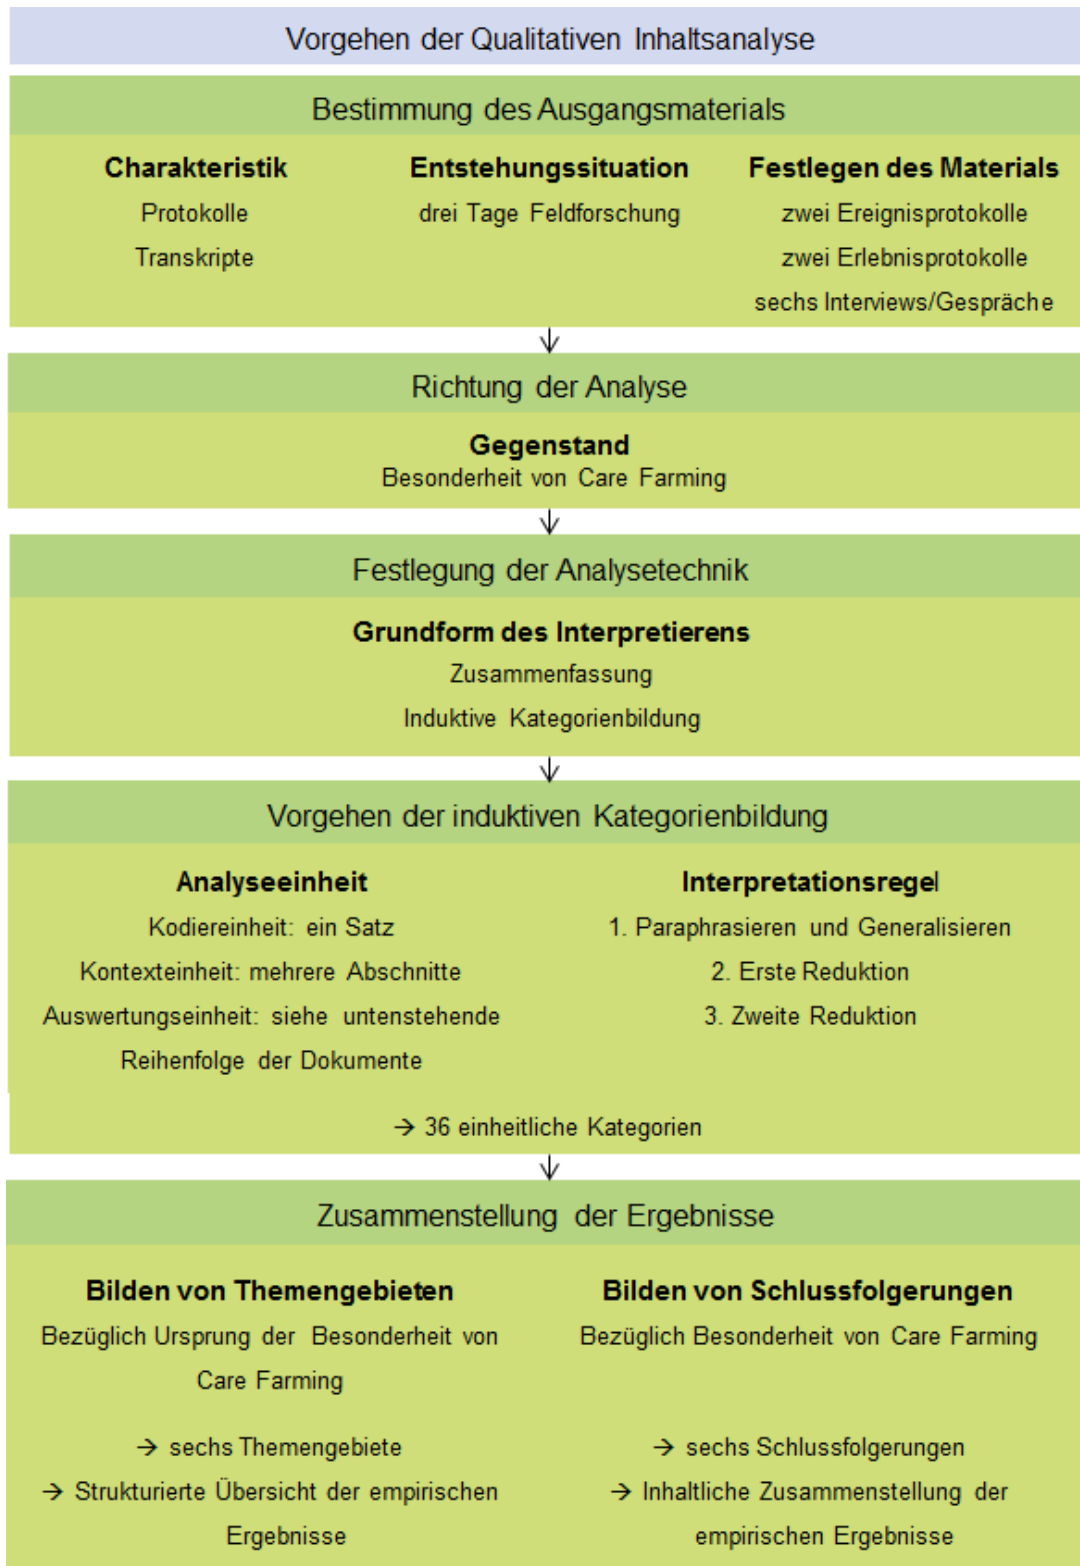 Vorgehen der Qualitativen Inhaltsanalyse
Bestimmung des Ausgangsmaterials
Charakteristik
Protokolle
Transkripte
Entstehungssituation
drei Tage Feldforschung
Festlegen des Materials
zwei Ereignisprotokolle
zwei Erlebnisprotokolle
sechs Interviews/Gespräche
Richtung der Analyse
Gegenstand
Besonderheit von Care Farming
Festlegung der Analysetechnik
Grundform des Interpretierens
Zusammenfassung
Induktive Kategorienbildung
Vorgehen der induktiven Kategorienbildung
Analyseeinheit
Kodiereinheit: ein Satz
Kontexteinheit: mehrere Abschnitte
Auswertungseinheit: siehe untenstehende
Reihenfolge der Dokumente
Interpretationsregel
1. Paraphrasieren und Generalisieren
2. Erste Reduktion
3. Zweite Reduktion
→ 36 einheitliche Kategorien
Zusammenstellung der Ergebnisse
Bilden von Themengebieten
Bezüglich Ursprung der Besonderheit von
Care Farming
→ sechs Themengebiete
→ Strukturierte Übersicht der empirischen
Ergebnisse
Bilden von Schlussfolgerungen
Bezüglich Besonderheit von Care Farming
→ sechs Schlussfolgerungen
→ Inhaltliche Zusammenstellung der
empirischen Ergebnisse